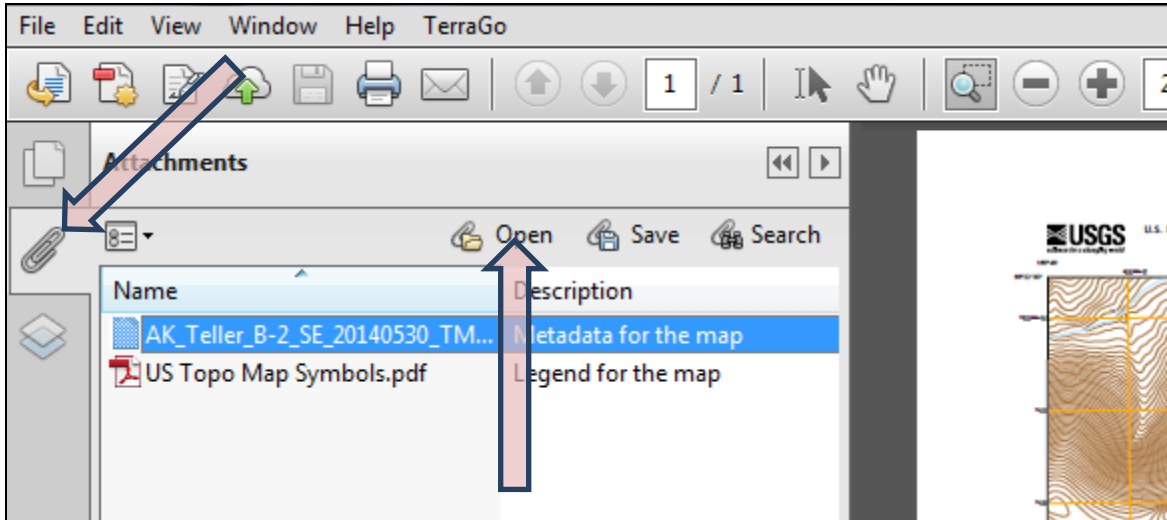 File Edit View Window Help TerraGo
1 / 1 2
Attachments
Open Save Search
Name Description
AK_Teller_B-2_SE_20140530_TM... Metadata for the map
US Topo Map Symbols.pdf Legend for the map
USGS U.S.